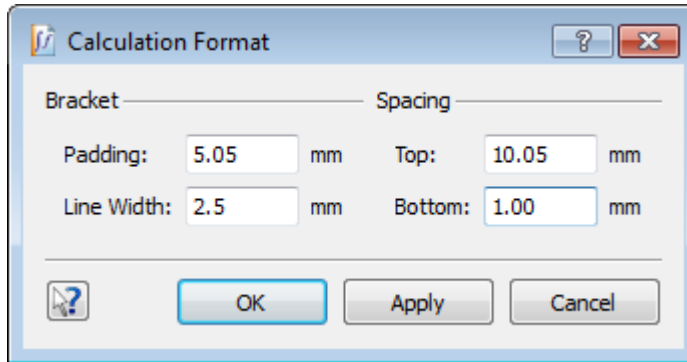 Calculation Format
Bracket Spacing
Padding: 5.05 mm Top: 10.05 mm
Line Width: 2.5 mm Bottom: 1.00 mm
OK Apply Cancel